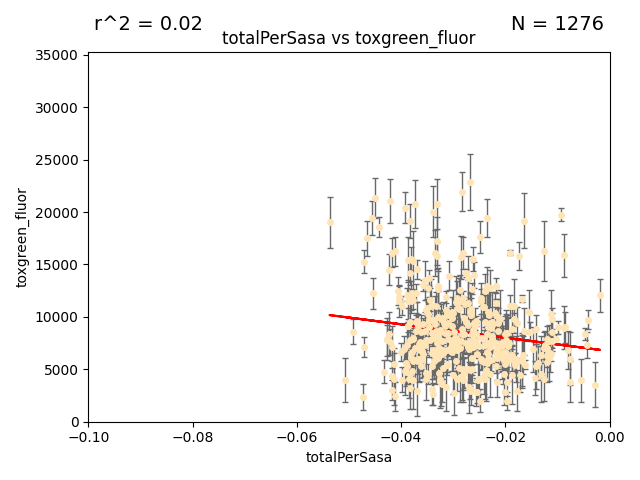 r^2 = 0.02
N = 1276
totalPerSasa vs toxgreen_fluor
35000
30000
25000
20000
15000
10000
5000
0
toxgreen_fluor
−0.10
−0.08
−0.06
−0.04
−0.02
0.00
totalPerSasa